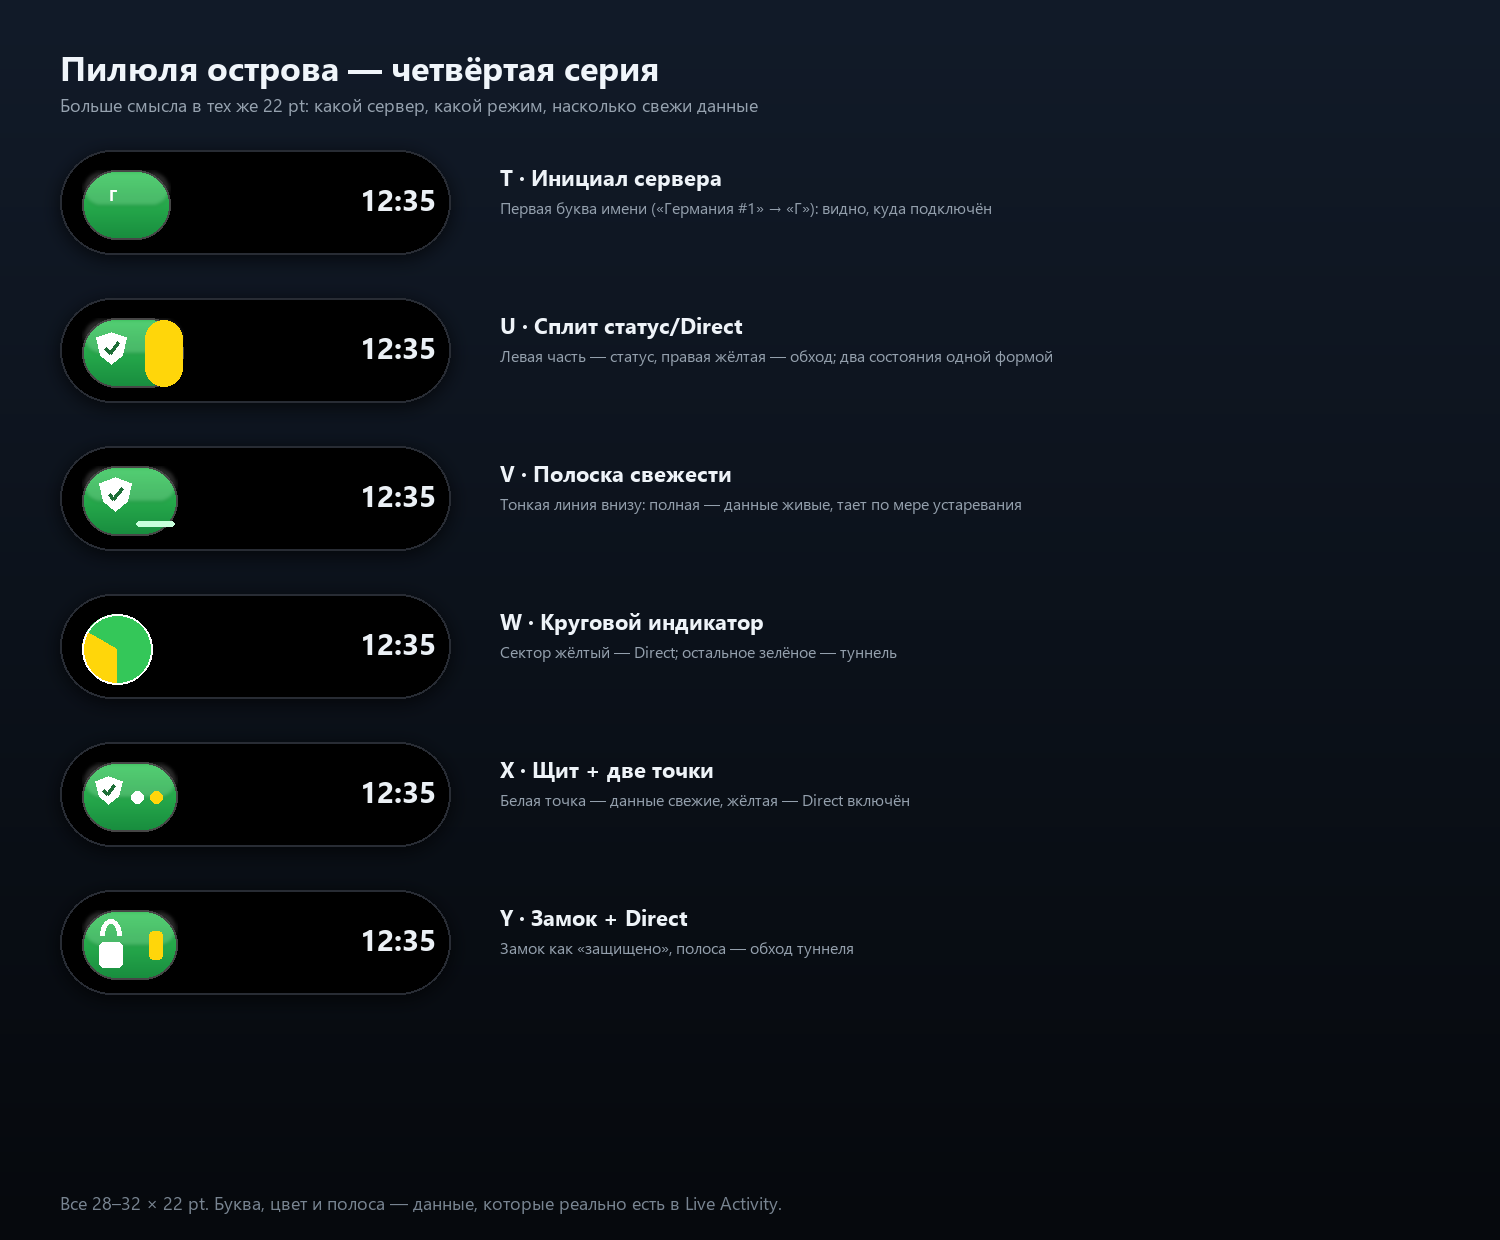 Пилюля острова — четвёртая серия
Больше смысла в тех же 22 pt: какой сервер, какой режим, насколько свежи данные
Г
12:35
T · Инициал сервера
Первая буква имени («Германия #1» → «Г»): видно, куда подключён
12:35
U · Сплит статус/Direct
Левая часть — статус, правая жёлтая — обход; два состояния одной формой
12:35
V · Полоска свежести
Тонкая линия внизу: полная — данные живые, тает по мере устаревания
12:35
W · Круговой индикатор
Сектор жёлтый — Direct; остальное зелёное — туннель
12:35
X · Щит + две точки
Белая точка — данные свежие, жёлтая — Direct включён
12:35
Y · Замок + Direct
Замок как «защищено», полоса — обход туннеля
Все 28–32 × 22 pt. Буква, цвет и полоса — данные, которые реально есть в Live Activity.